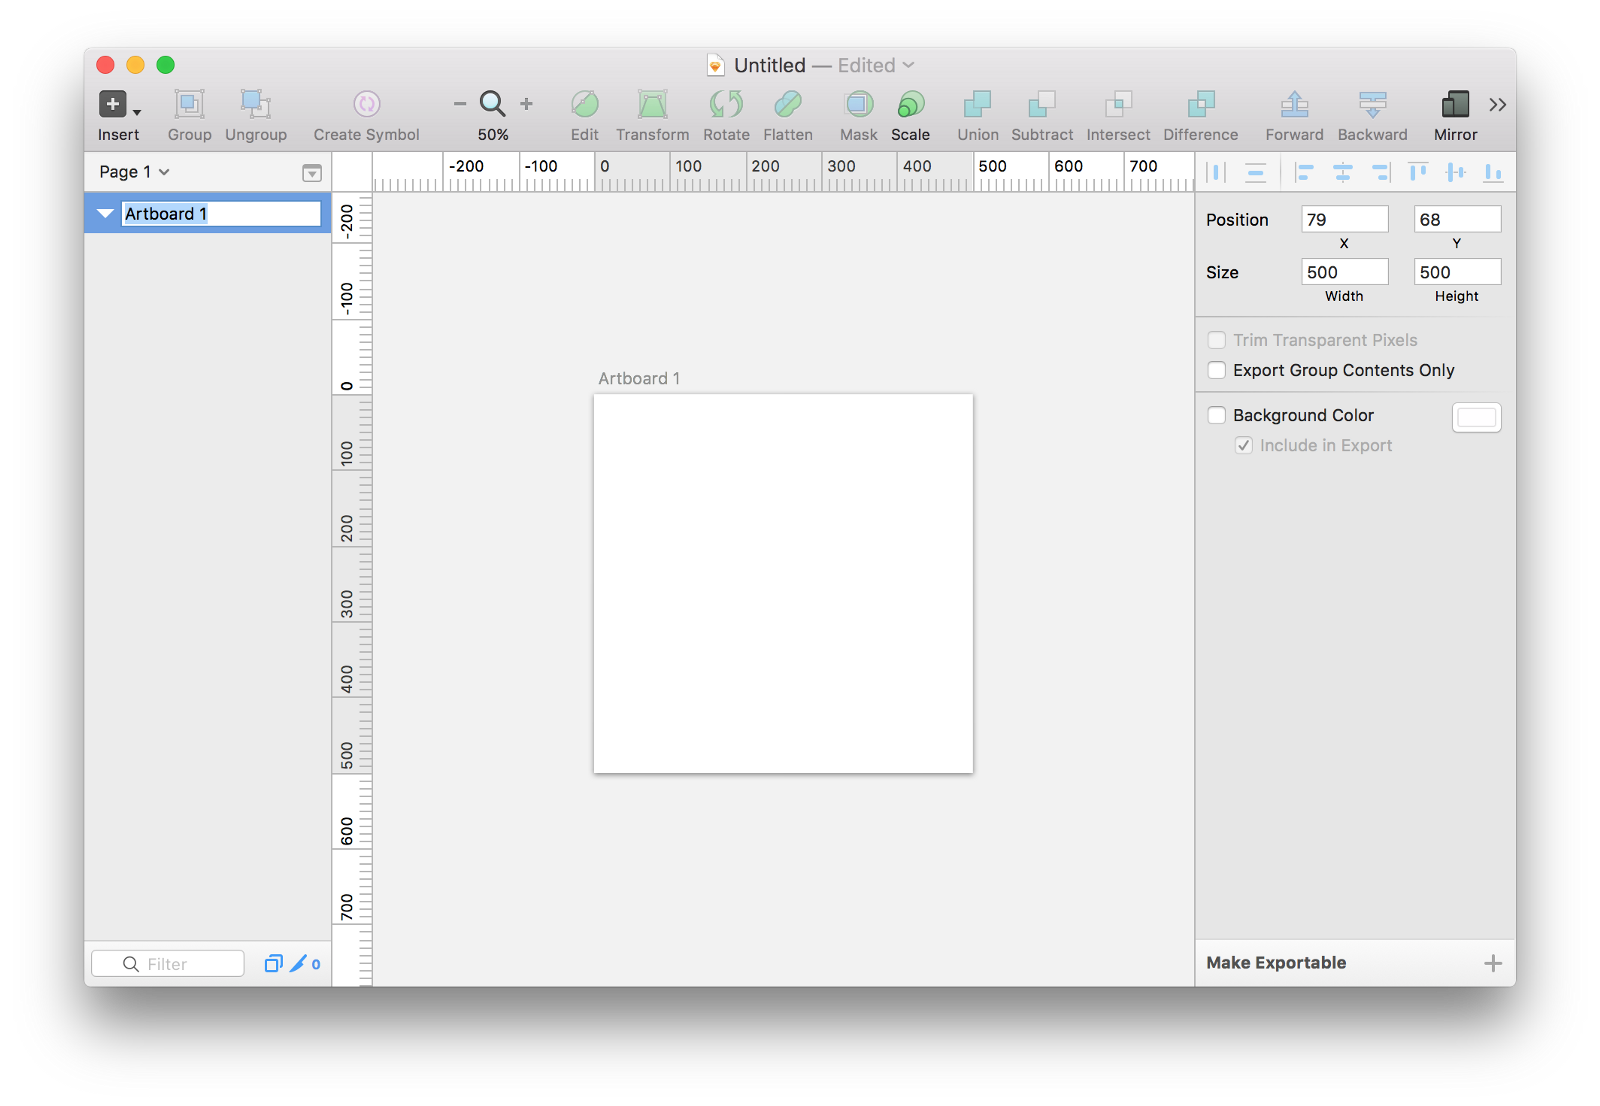 Untitled — Edited
Insert Group Ungroup Create Symbol 50% Edit Transform Rotate Flatten Mask Scale Union Subtract Intersect Difference Forward Backward Mirror
Page 1
-200 -100 0 100 200 300 400 500 600 700
Artboard 1
-200
-100
0
100
200
300
400
500
600
700
Artboard 1
Position 79 68
X Y
Size 500 500
Width Height
Trim Transparent Pixels
Export Group Contents Only
Background Color
Include in Export
Filter 0
Make Exportable